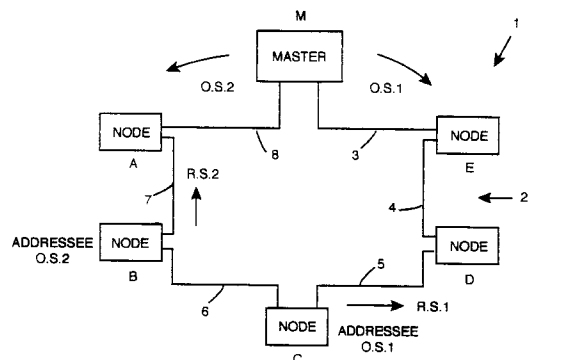 M
1
MASTER
O.S.2
O.S.1
NODE
8
3
NODE
A
E
7
R.S.2
4
2
ADDRESSEE
O.S.2
NODE
NODE
B
5
D
6
R.S.1
NODE
ADDRESSEE
O.S.1
C